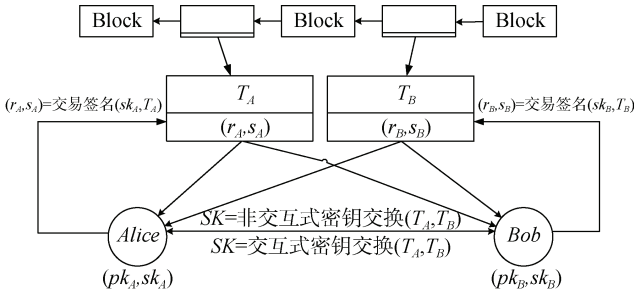 Block
Block
Block
T_A
T_B
(r_A,s_A)=交易签名(sk_A,T_A)
(r_B,s_B)=交易签名(sk_B,T_B)
(r_A,s_A)
(r_B,s_B)
SK=非交互式密钥交换(T_A,T_B)
Alice
Bob
SK=交互式密钥交换(T_A,T_B)
(pk_A,sk_A)
(pk_B,sk_B)